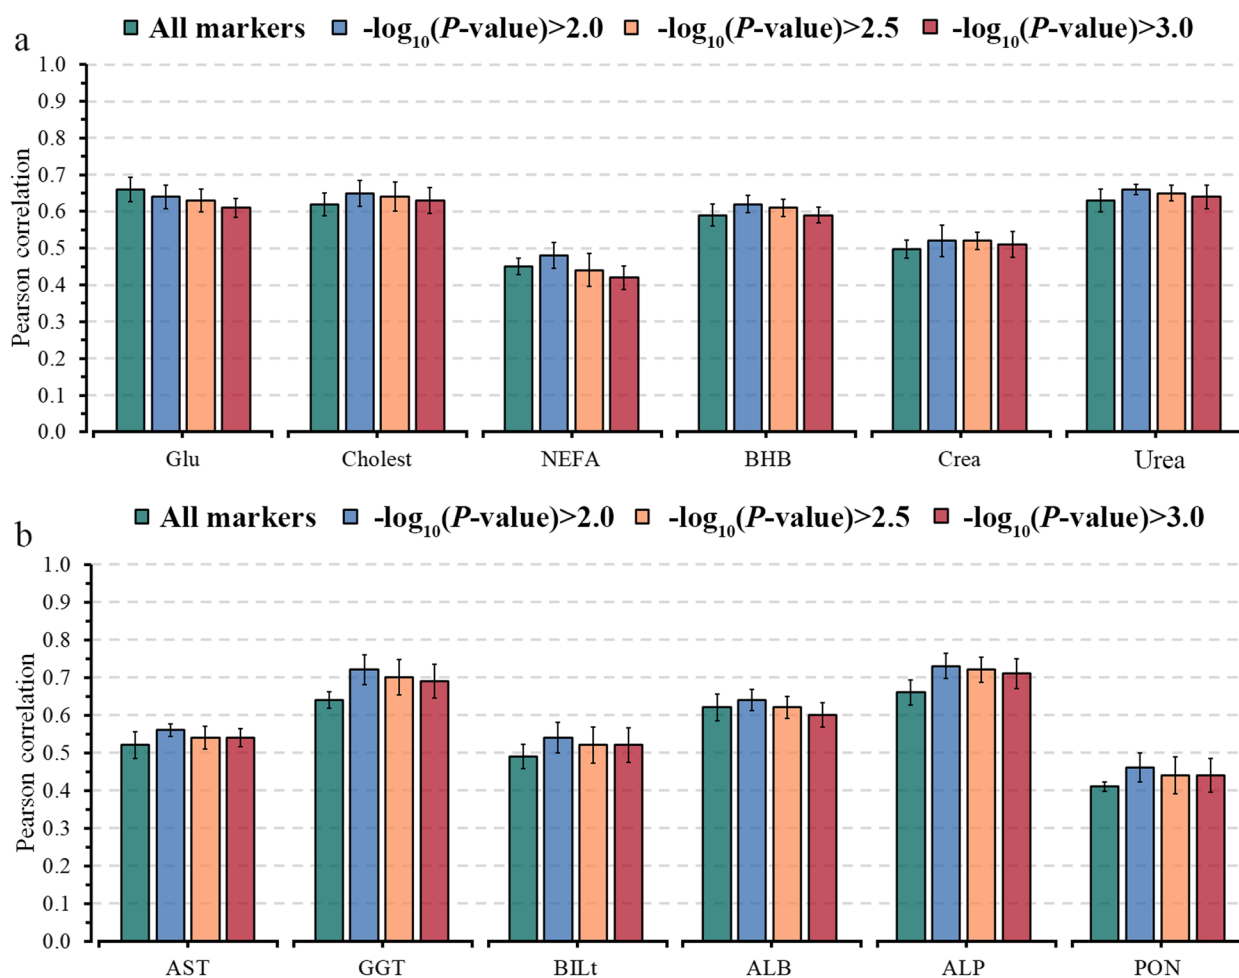 a
All markers -log10(P-value)>2.0 -log10(P-value)>2.5 -log10(P-value)>3.0
1.0
0.9
0.8
0.7
0.6
0.5
0.4
0.3
0.2
0.1
0.0
Pearson correlation
Glu Cholest NEFA BHB Crea Urea
b
All markers -log10(P-value)>2.0 -log10(P-value)>2.5 -log10(P-value)>3.0
1.0
0.9
0.8
0.7
0.6
0.5
0.4
0.3
0.2
0.1
0.0
Pearson correlation
AST GGT BILt ALB ALP PON